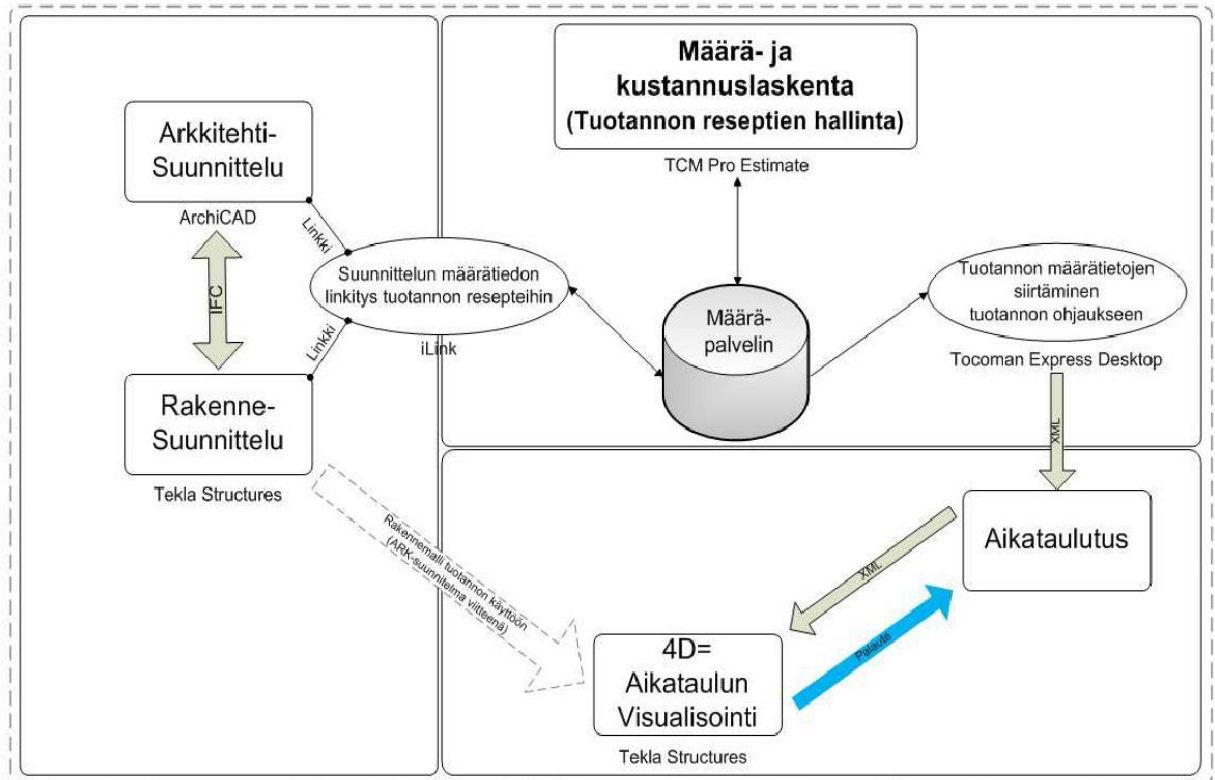 Arkkitehti-
Suunnittelu
ArchiCAD
IFC
Rakenne-
Suunnittelu
Tekla Structures
Linkki
Linkki
Suunnittelun määrätiedon
linkitys tuotannon resepteihin
iLink
Määrä- ja
kustannuslaskenta
(Tuotannon reseptien hallinta)
TCM Pro Estimate
Määrä-
palvelin
Tuotannon määrätietojen
siirtäminen
tuotannon ohjaukseen
Tocoman Express Desktop
XML
Aikataulutus
XML
Palaute
Rakennemalli tuotannon käyttöön
(ARK-suunnitelma viitteenä)
4D=
Aikataulun
Visualisointi
Tekla Structures